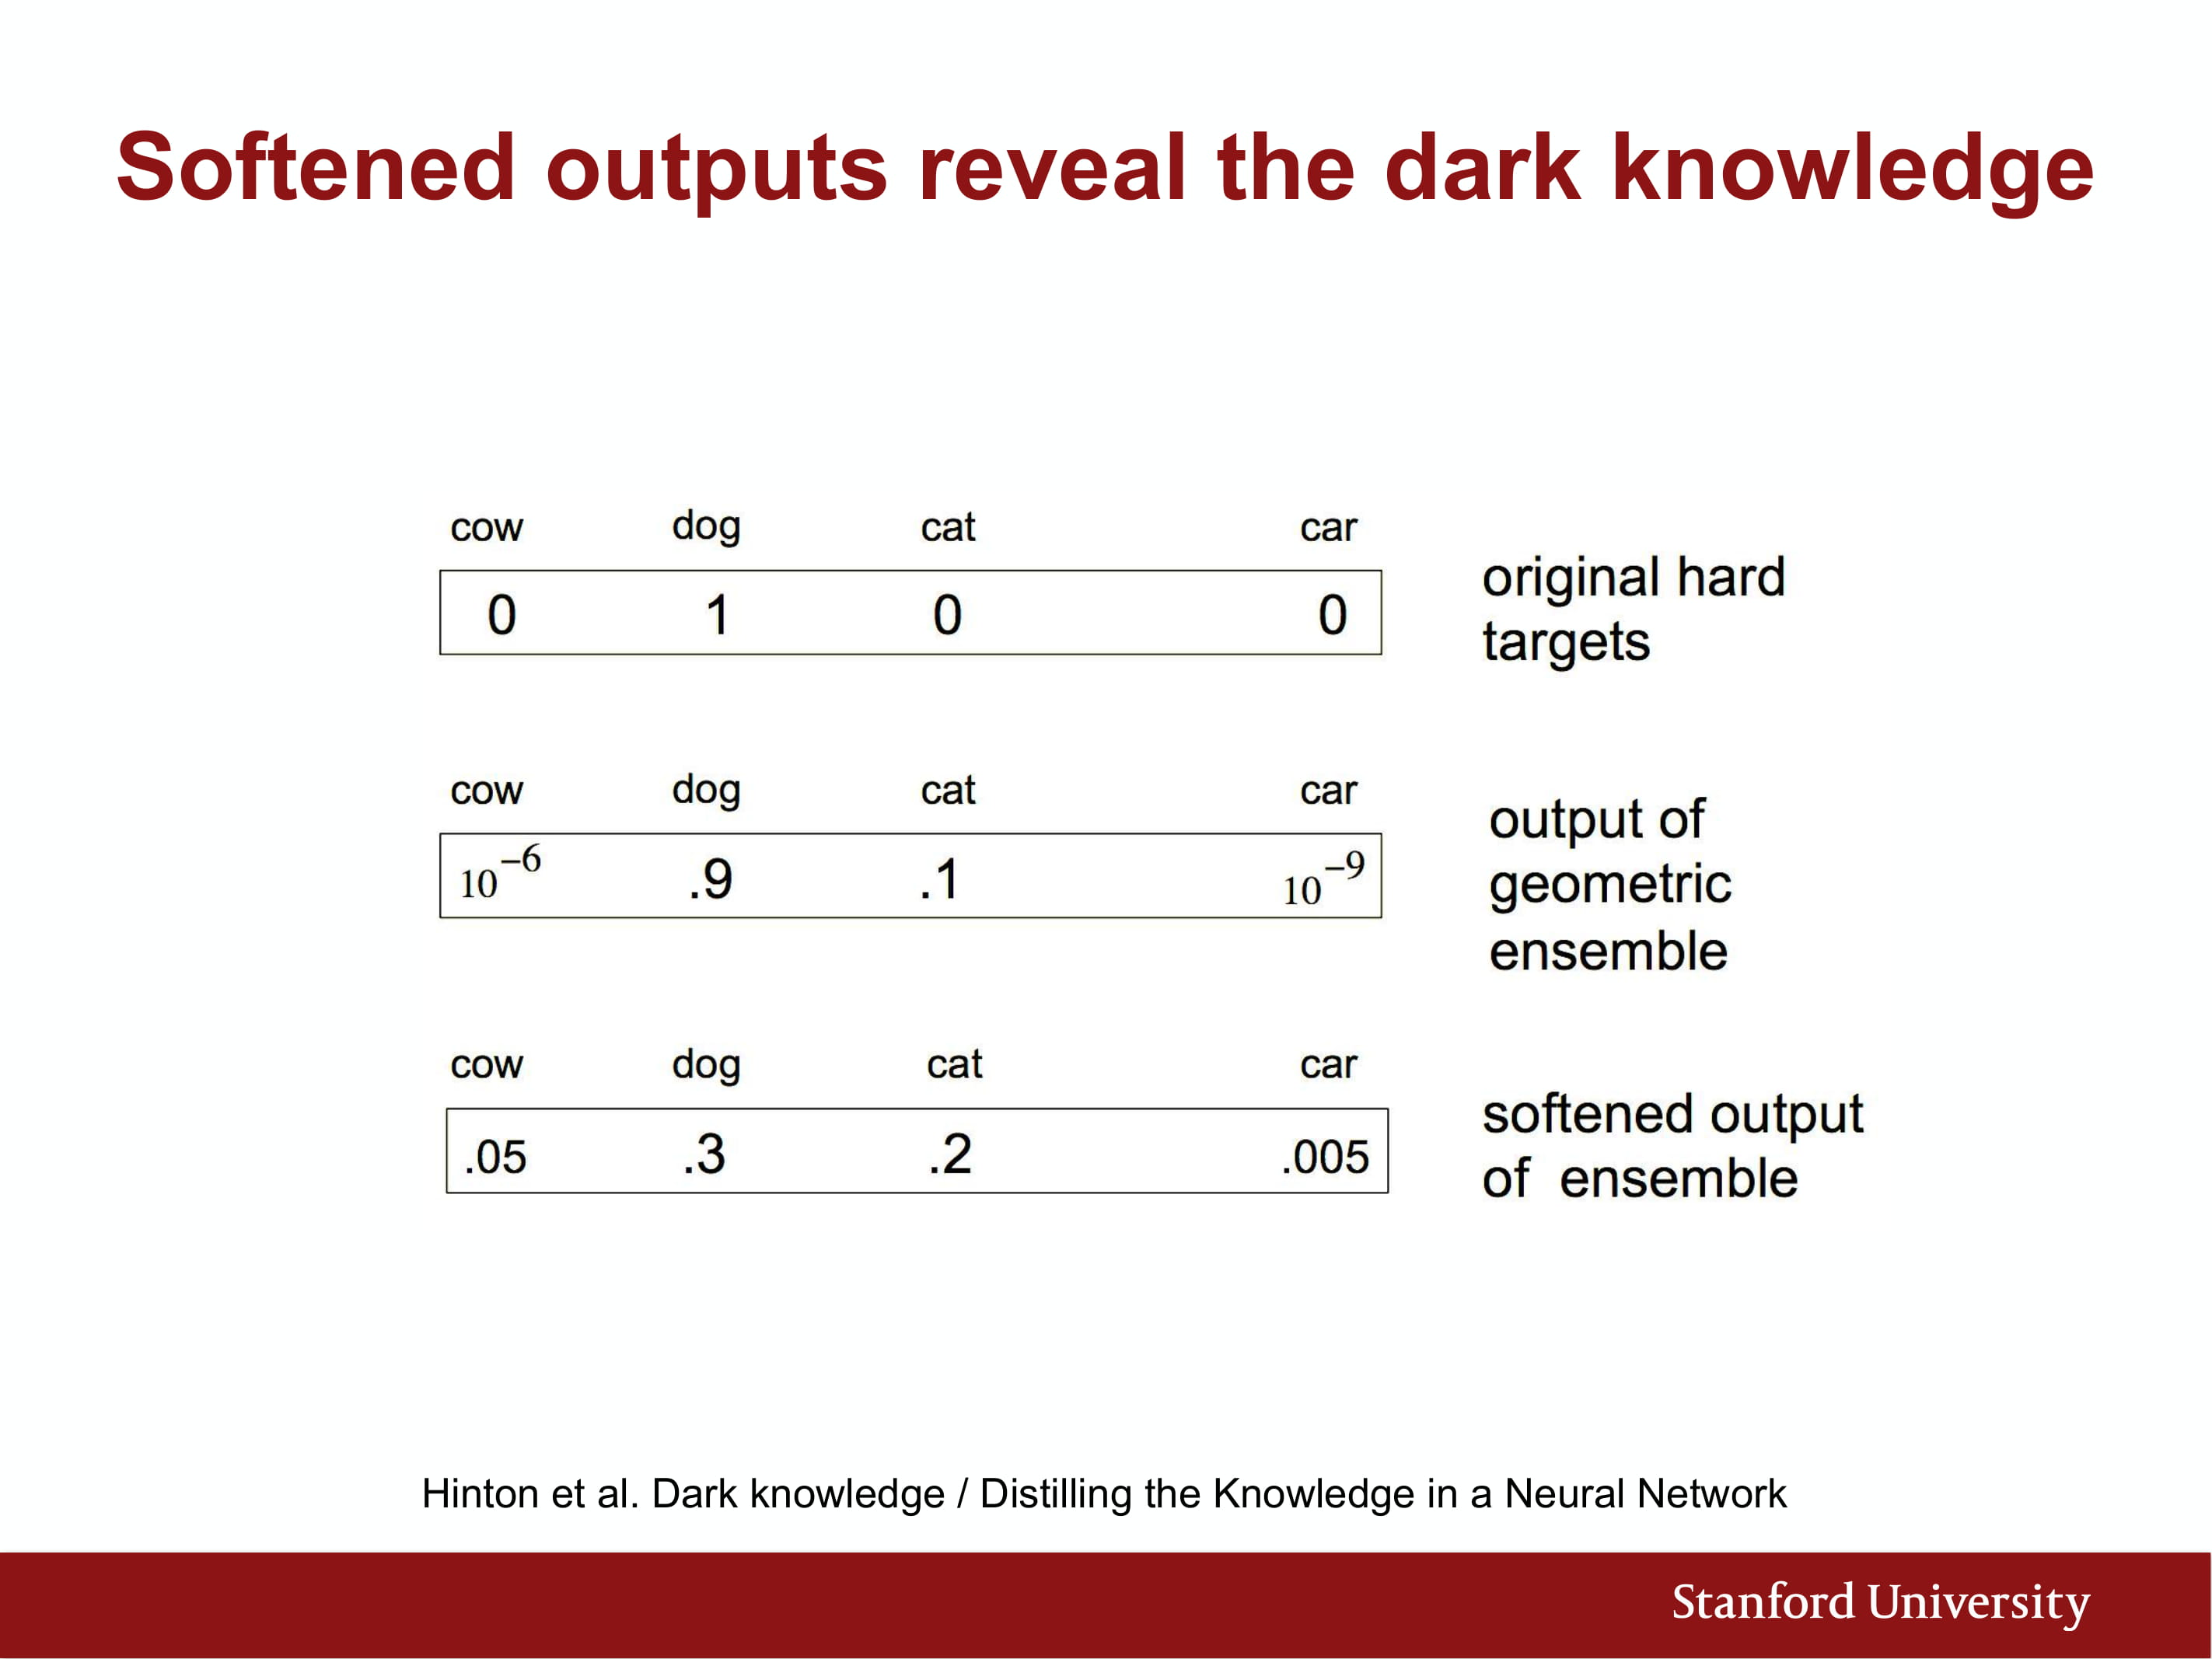 Softened outputs reveal the dark knowledge
cow dog cat car
0 1 0 0
original hard
targets
cow dog cat car
10⁻⁶ .9 .1 10⁻⁹
output of
geometric
ensemble
cow dog cat car
.05 .3 .2 .005
softened output
of ensemble
Hinton et al. Dark knowledge / Distilling the Knowledge in a Neural Network
Stanford University